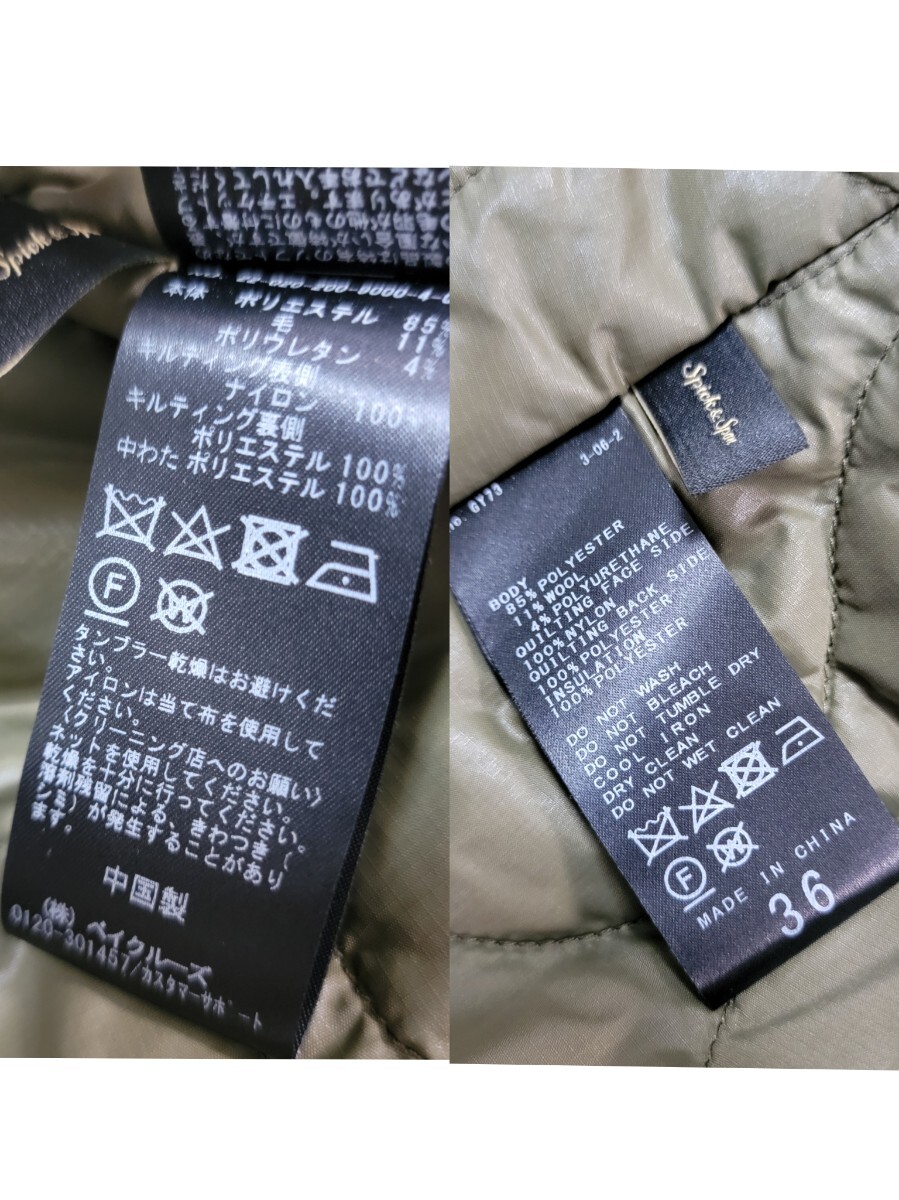 Spick & Span
本体 ポリエステル 85%
毛 11%
ポリウレタン 4%
キルティング表側
ナイロン 100%
キルティング裏側
ポリエステル 100%
中わた ポリエステル 100%
F
W
タンブラー乾燥はお避けくだ
さい。
アイロンは当て布を使用して
ください。
〈クリーニング店へのお願い〉
ネットを使用してください。
乾燥を十分に行ってください。
溶剤残留による、きわつき(
シミ)が発生することがあり
ます。
中国製
(株) ベイクルーズ
0120-301457/カスタマーサポート
Spick & Span
3-06-2
BODY
85%POLYESTER
11%WOOL
4% POLYURETHANE
QUILTING FACE SIDE
100%NYLON
QUILTING BACK SIDE
100%POLYESTER
INSULATION
100%POLYESTER
DO NOT WASH
DO NOT BLEACH
DO NOT TUMBLE DRY
COOL IRON
DRY CLEAN
DO NOT WET CLEAN
F
W
MADE IN CHINA
36